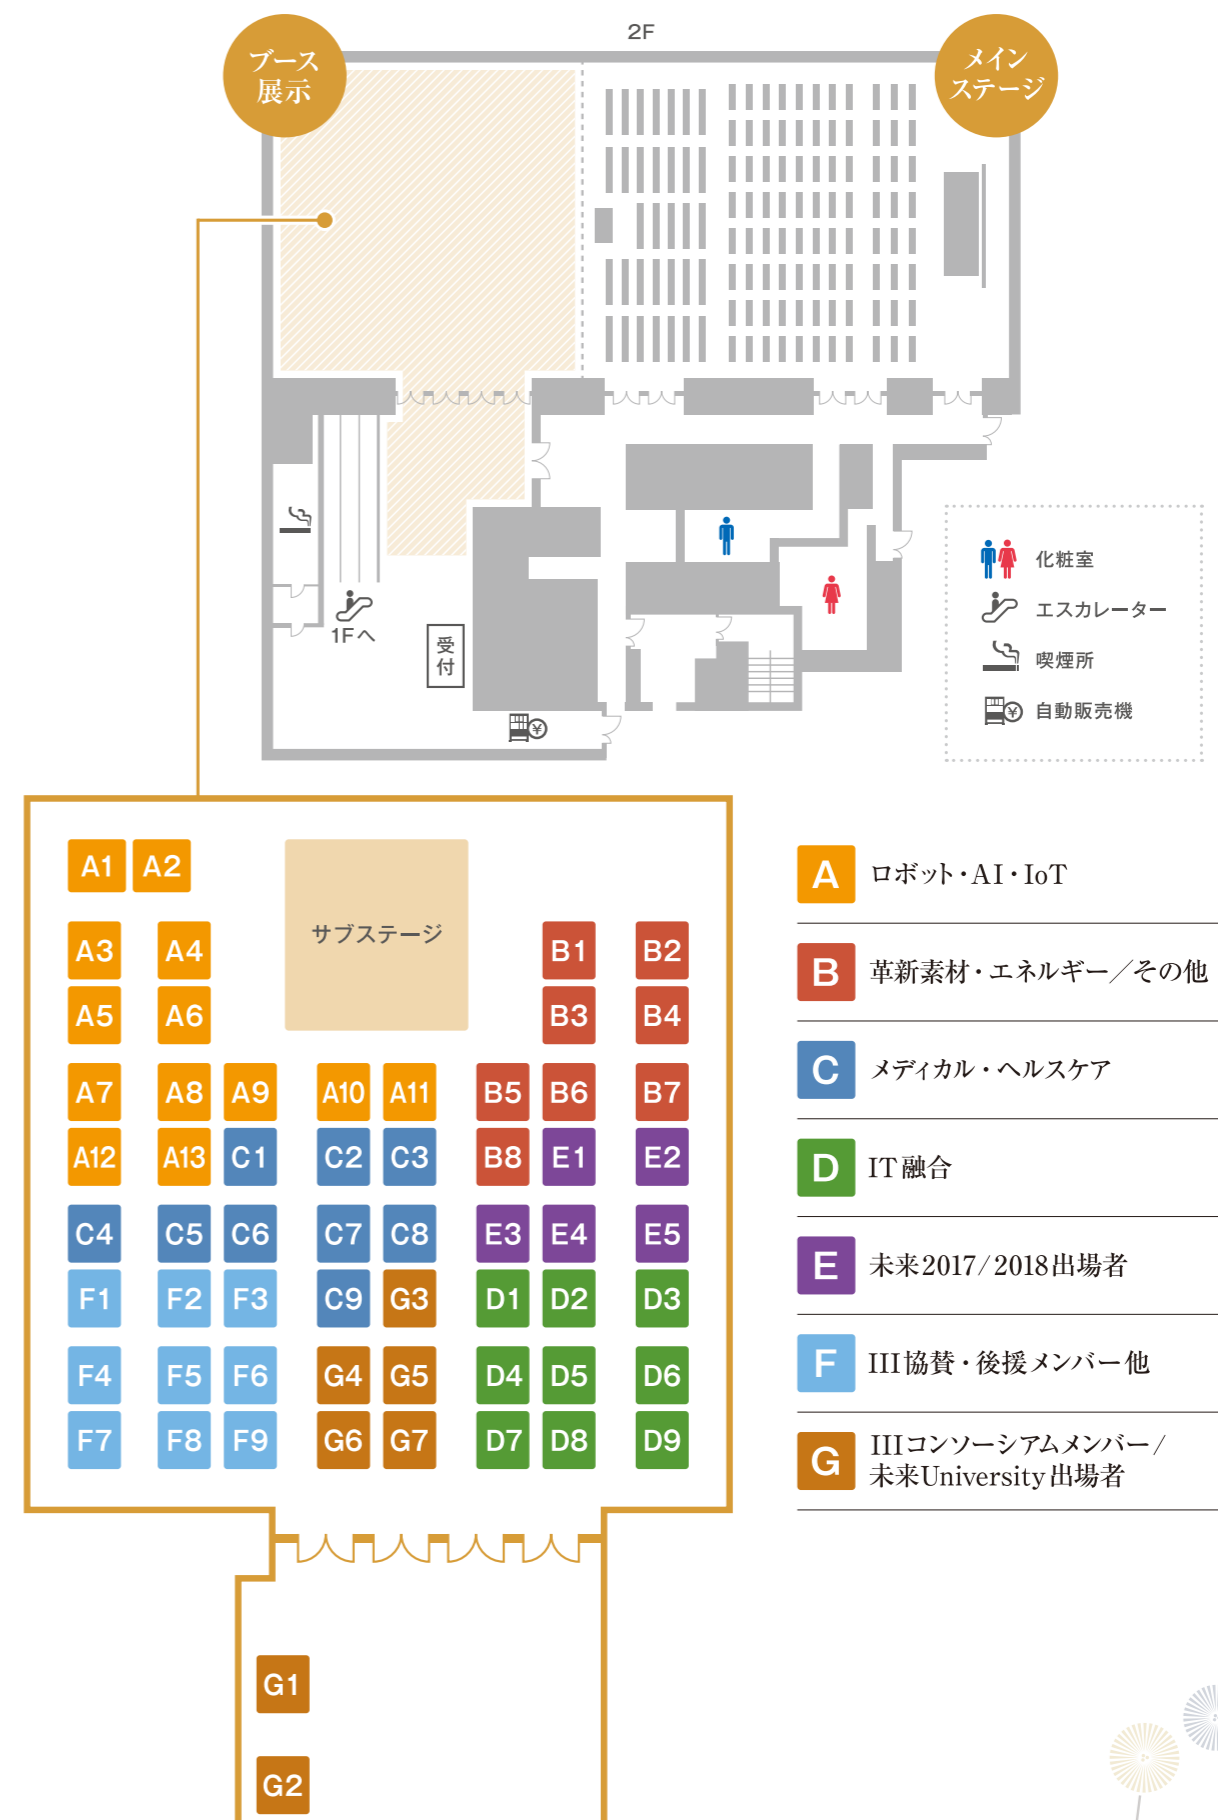 2F
ブース
展示
メイン
ステージ
1Fへ
受
付
化粧室
エスカレーター
喫煙所
自動販売機
A1 A2
サブステージ
A3 A4 B1 B2
A5 A6 B3 B4
A7 A8 A9 A10 A11 B5 B6 B7
A12 A13 C1 C2 C3 B8 E1 E2
C4 C5 C6 C7 C8 E3 E4 E5
F1 F2 F3 C9 G3 D1 D2 D3
F4 F5 F6 G4 G5 D4 D5 D6
F7 F8 F9 G6 G7 D7 D8 D9
G1
G2
A ロボット・AI・IoT
B 革新素材・エネルギー／その他
C メディカル・ヘルスケア
D IT融合
E 未来2017/2018出場者
F III協賛・後援メンバー他
G IIIコンソーシアムメンバー/
未来University出場者